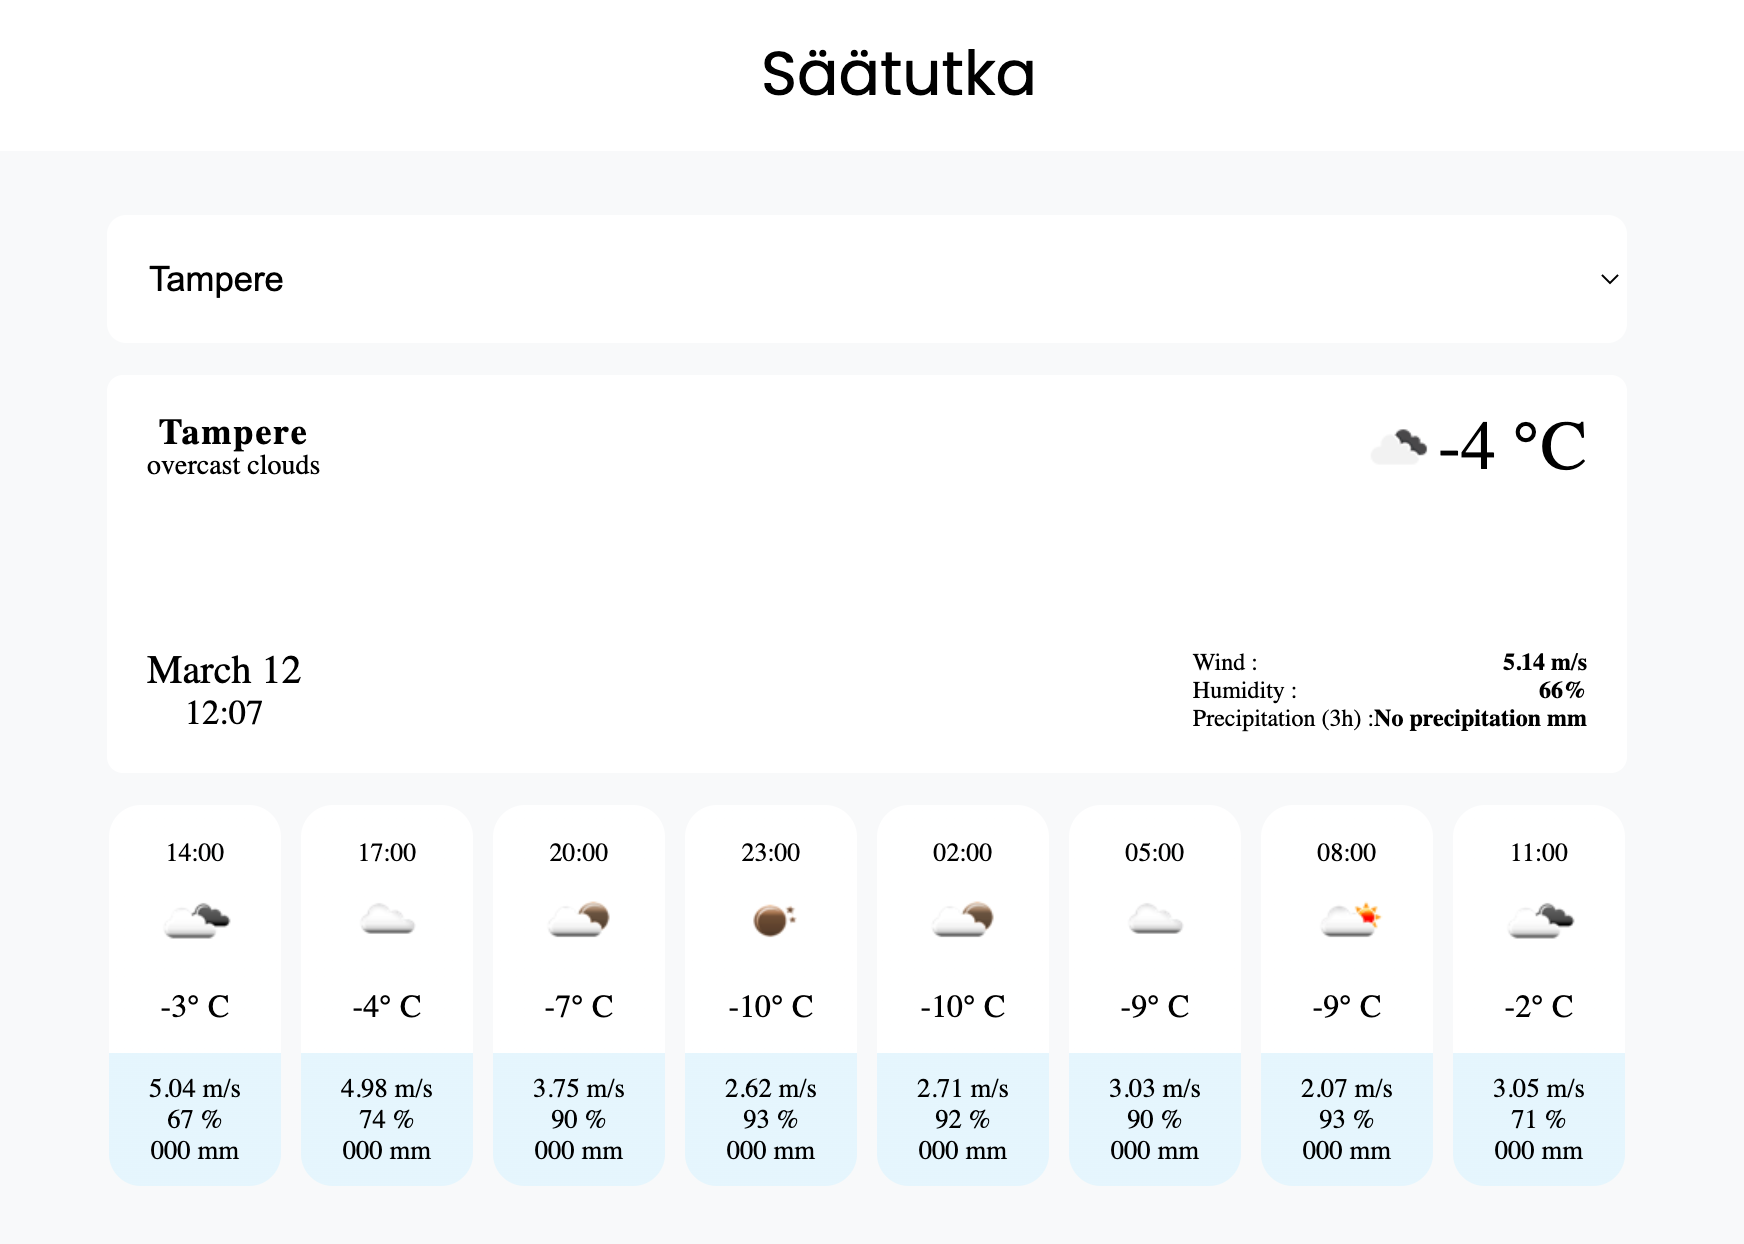 Säätutka
Tampere
Tampere
overcast clouds
-4 °C
March 12
12:07
Wind : 5.14 m/s
Humidity : 66%
Precipitation (3h) :No precipitation mm
14:00 17:00 20:00 23:00 02:00 05:00 08:00 11:00
-3° C -4° C -7° C -10° C -10° C -9° C -9° C -2° C
5.04 m/s 4.98 m/s 3.75 m/s 2.62 m/s 2.71 m/s 3.03 m/s 2.07 m/s 3.05 m/s
67 % 74 % 90 % 93 % 92 % 90 % 93 % 71 %
000 mm 000 mm 000 mm 000 mm 000 mm 000 mm 000 mm 000 mm